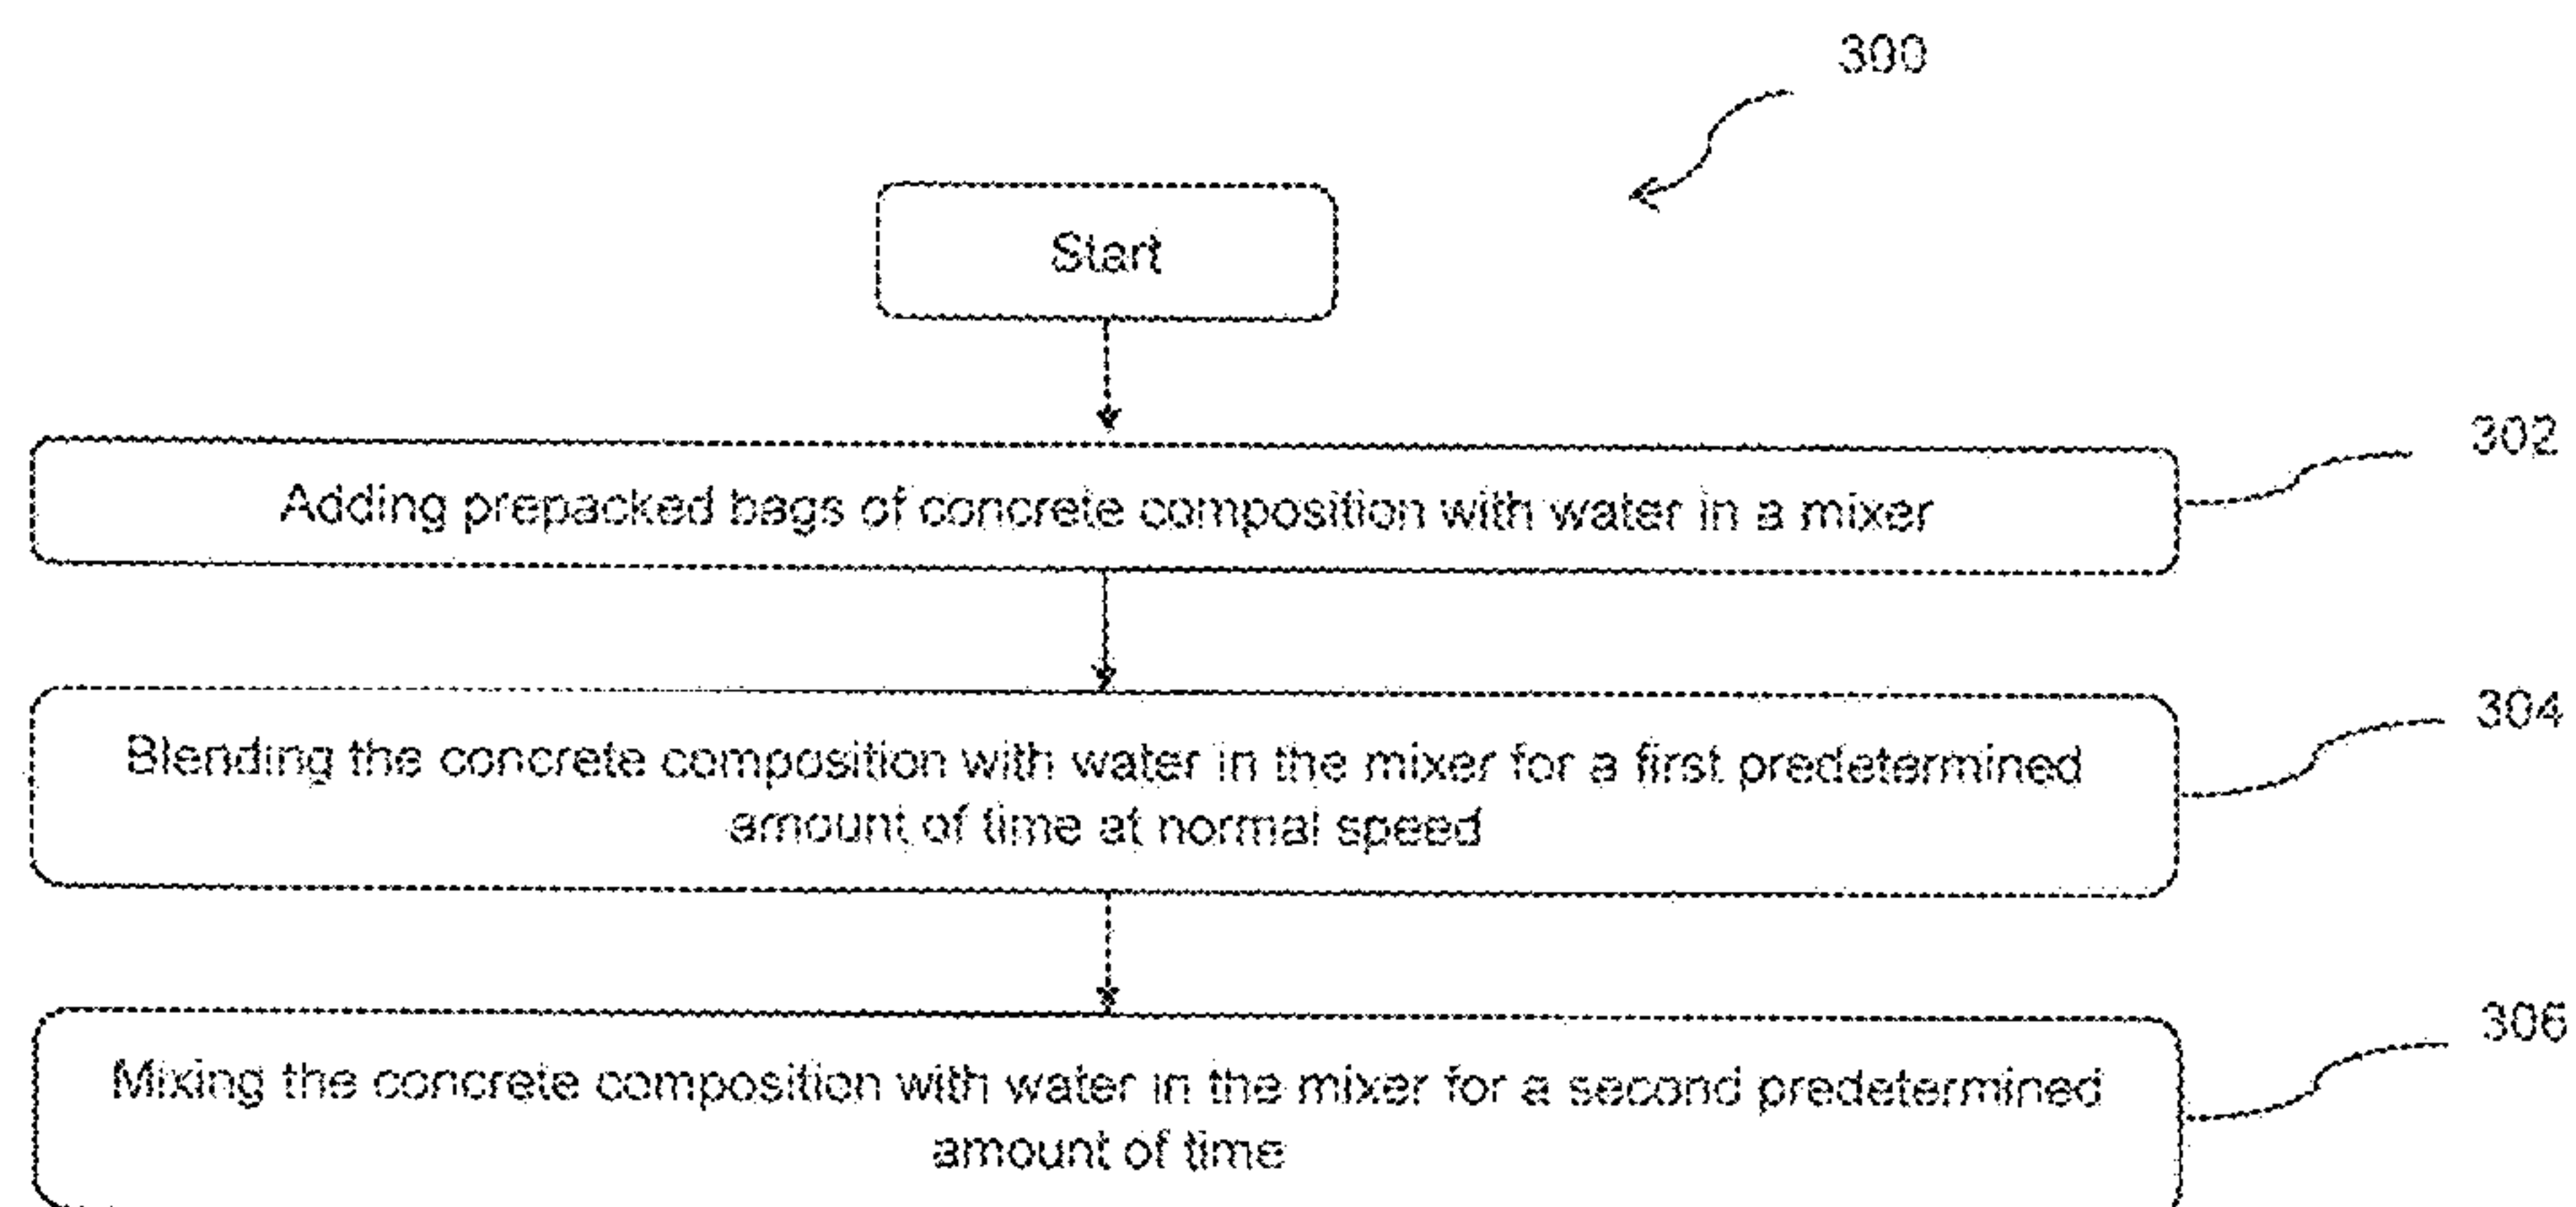 300
Start
302
Adding prepacked bags of concrete composition with water in a mixer
304
Blending the concrete composition with water in the mixer for a first predetermined
amount of time at normal speed
306
Mixing the concrete composition with water in the mixer for a second predetermined
amount of time